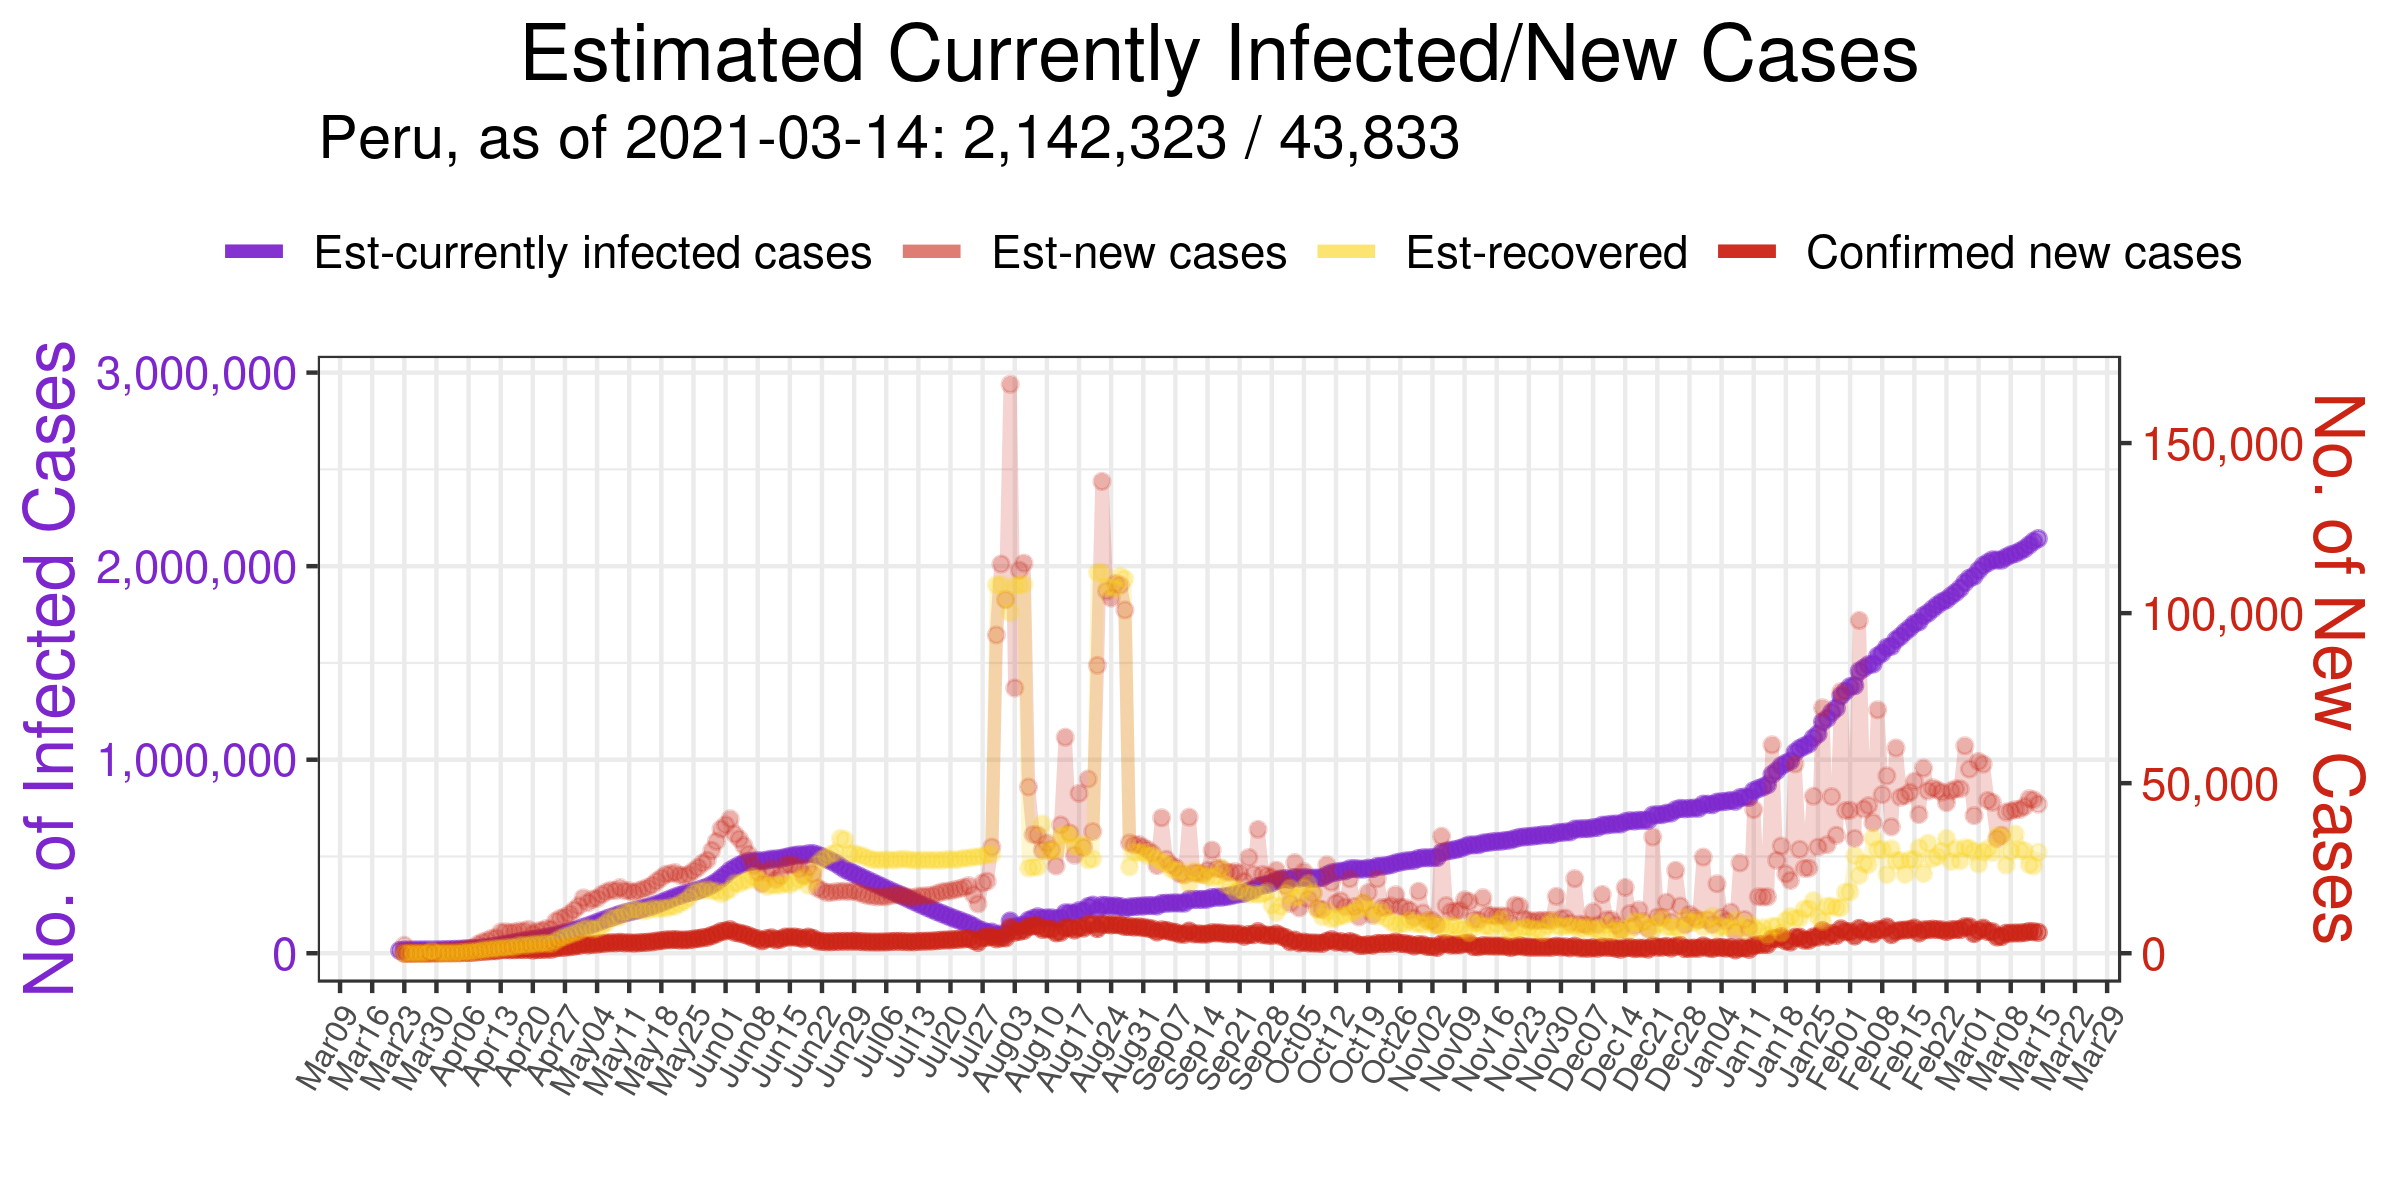 Estimated Currently Infected/New Cases
Peru, as of 2021-03-14: 2,142,323 / 43,833
Est-currently infected cases Est-new cases Est-recovered Confirmed new cases
No. of Infected Cases
3,000,000
2,000,000
1,000,000
0
150,000
100,000
50,000
0
No. of New Cases
Mar09 Mar16 Mar23 Mar30 Apr06 Apr13 Apr20 Apr27 May04 May11 May18 May25 Jun01 Jun08 Jun15 Jun22 Jun29 Jul06 Jul13 Jul20 Jul27 Aug03 Aug10 Aug17 Aug24 Aug31 Sep07 Sep14 Sep21 Sep28 Oct05 Oct12 Oct19 Oct26 Nov02 Nov09 Nov16 Nov23 Nov30 Dec07 Dec14 Dec21 Dec28 Jan04 Jan11 Jan18 Jan25 Feb01 Feb08 Feb15 Feb22 Mar01 Mar08 Mar15 Mar22 Mar29